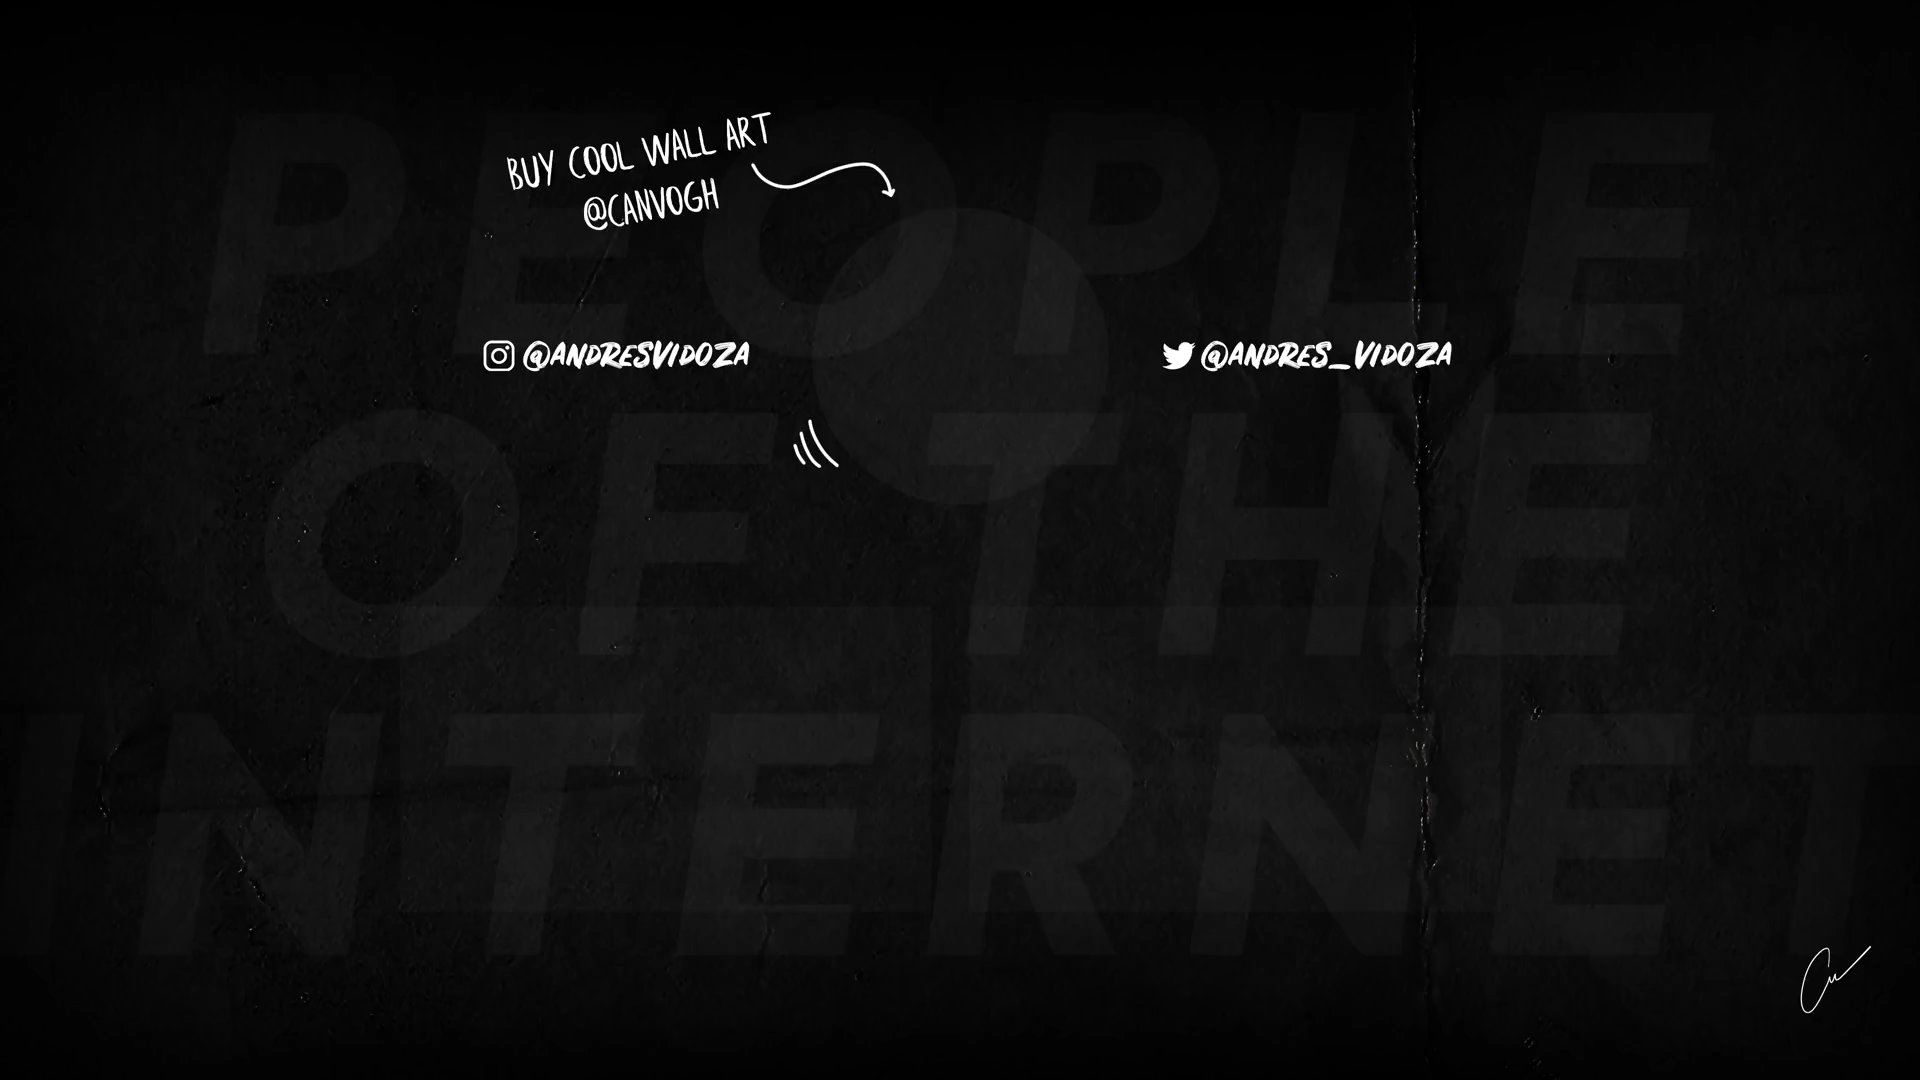 PEOPLE
OF THE
INTERNET
BUY COOL WALL ART
@CANVOGH
@ANDRESVIDOZA
@ANDRES_VIDOZA